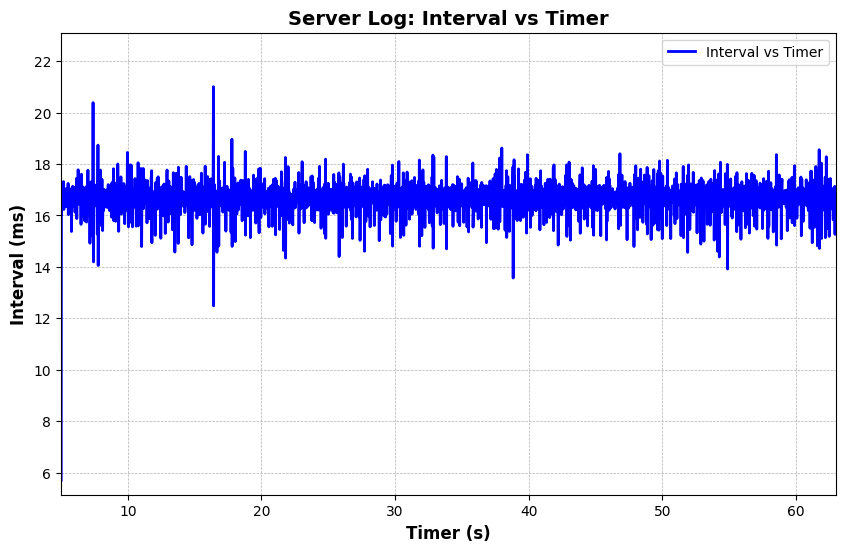 Server Log: Interval vs Timer
Interval vs Timer
22
20
18
16
14
12
10
8
6
Interval (ms)
10 20 30 40 50 60
Timer (s)